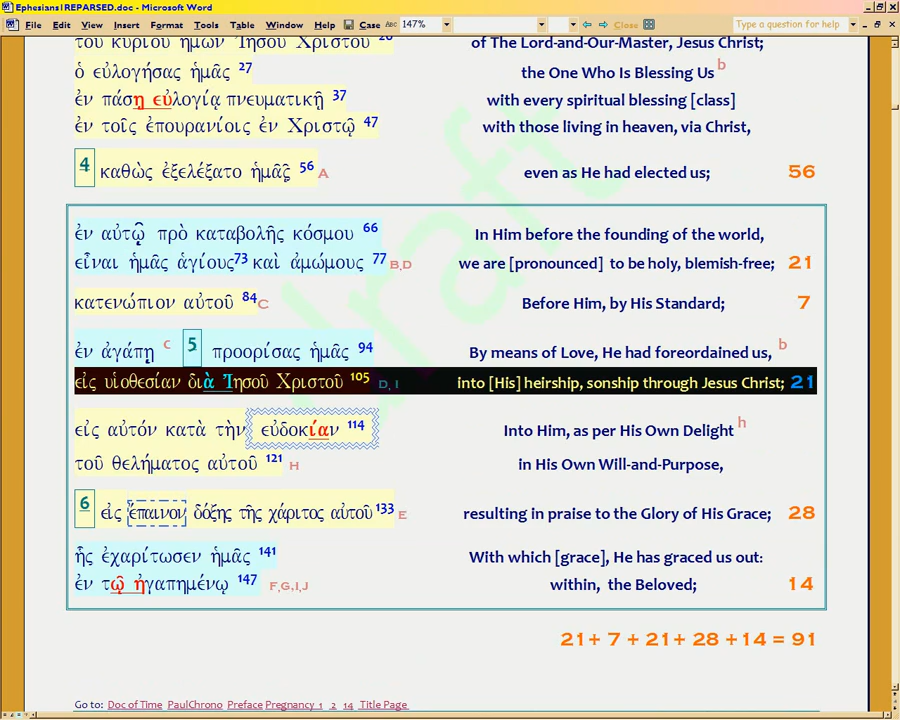 Ephesians1REPARSED.doc - Microsoft Word
File Edit View Insert Format Tools Table Window Help Case 147% Close Type a question for help
τοῦ κυρίου ἡμῶν Ἰησοῦ Χριστοῦ 26 of The Lord-and-Our-Master, Jesus Christ;
ὁ εὐλογήσας ἡμᾶς 27 the One Who Is Blessing Us b
ἐν πάσῃ εὐλογίᾳ πνευματικῇ 37 with every spiritual blessing [class]
ἐν τοῖς ἐπουρανίοις ἐν Χριστῷ 47 with those living in heaven, via Christ,
4 καθὼς ἐξελέξατο ἡμᾶς 56 A even as He had elected us; 56
ἐν αὐτῷ πρὸ καταβολῆς κόσμου 66 In Him before the founding of the world,
εἶναι ἡμᾶς ἁγίους73 καὶ ἀμώμους 77 B,D we are [pronounced] to be holy, blemish-free; 21
κατενώπιον αὐτοῦ 84 C Before Him, by His Standard; 7
ἐν ἀγάπῃ c 5 προορίσας ἡμᾶς 94 By means of Love, He had foreordained us, b
εἰς υἱοθεσίαν διὰ Ἰησοῦ Χριστοῦ 105 D, I into [His] heirship, sonship through Jesus Christ; 21
εἰς αὐτόν κατὰ τὴν εὐδοκίαν 114 Into Him, as per His Own Delight h
τοῦ θελήματος αὐτοῦ 121 H in His Own Will-and-Purpose,
6 εἰς ἔπαινον δόξης τῆς χάριτος αὐτοῦ 133 E resulting in praise to the Glory of His Grace; 28
ἧς ἐχαρίτωσεν ἡμᾶς 141 With which [grace], He has graced us out:
ἐν τῷ ἠγαπημένῳ 147 F,G,I,J within, the Beloved; 14
21+ 7 + 21+ 28 +14 = 91
Go to: Doc of Time PaulChrono Preface Pregnancy 1 2 14 Title Page
draft